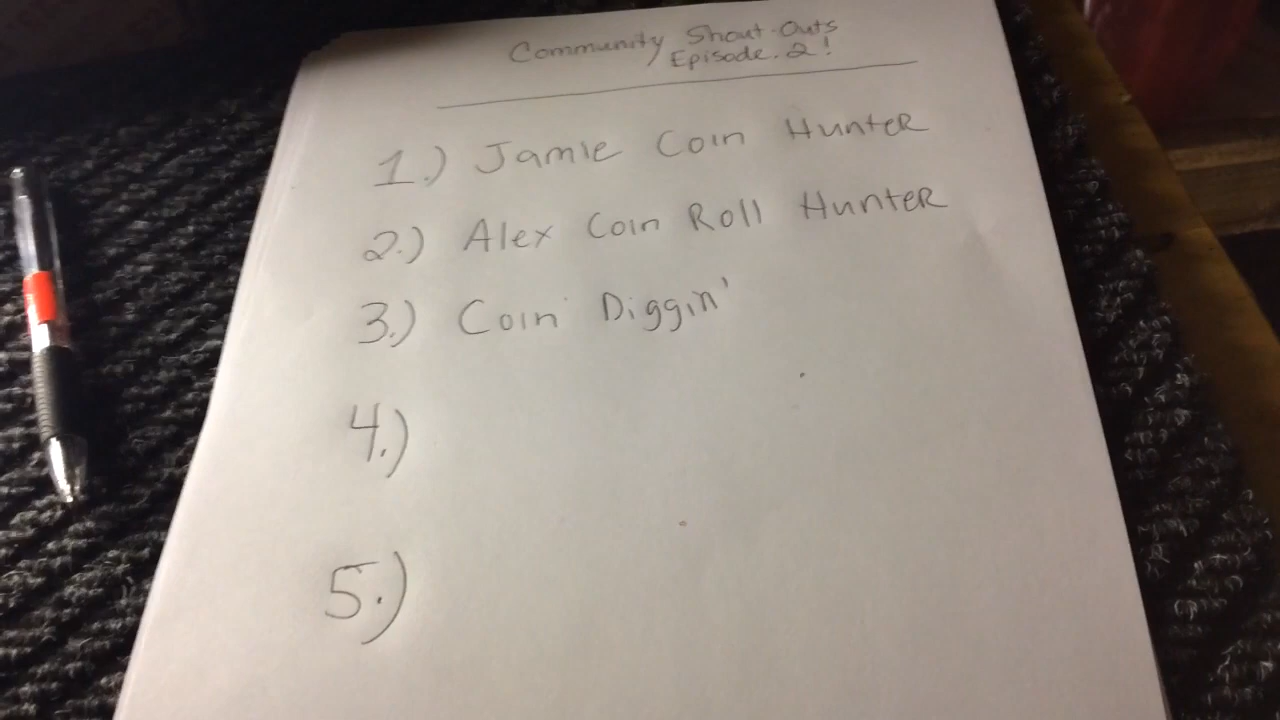 Community Shout-Outs
Episode.2!
1.) Jamie Coin Hunter
2.) Alex Coin Roll Hunter
3.) Coin Diggin'
4.)
5.)